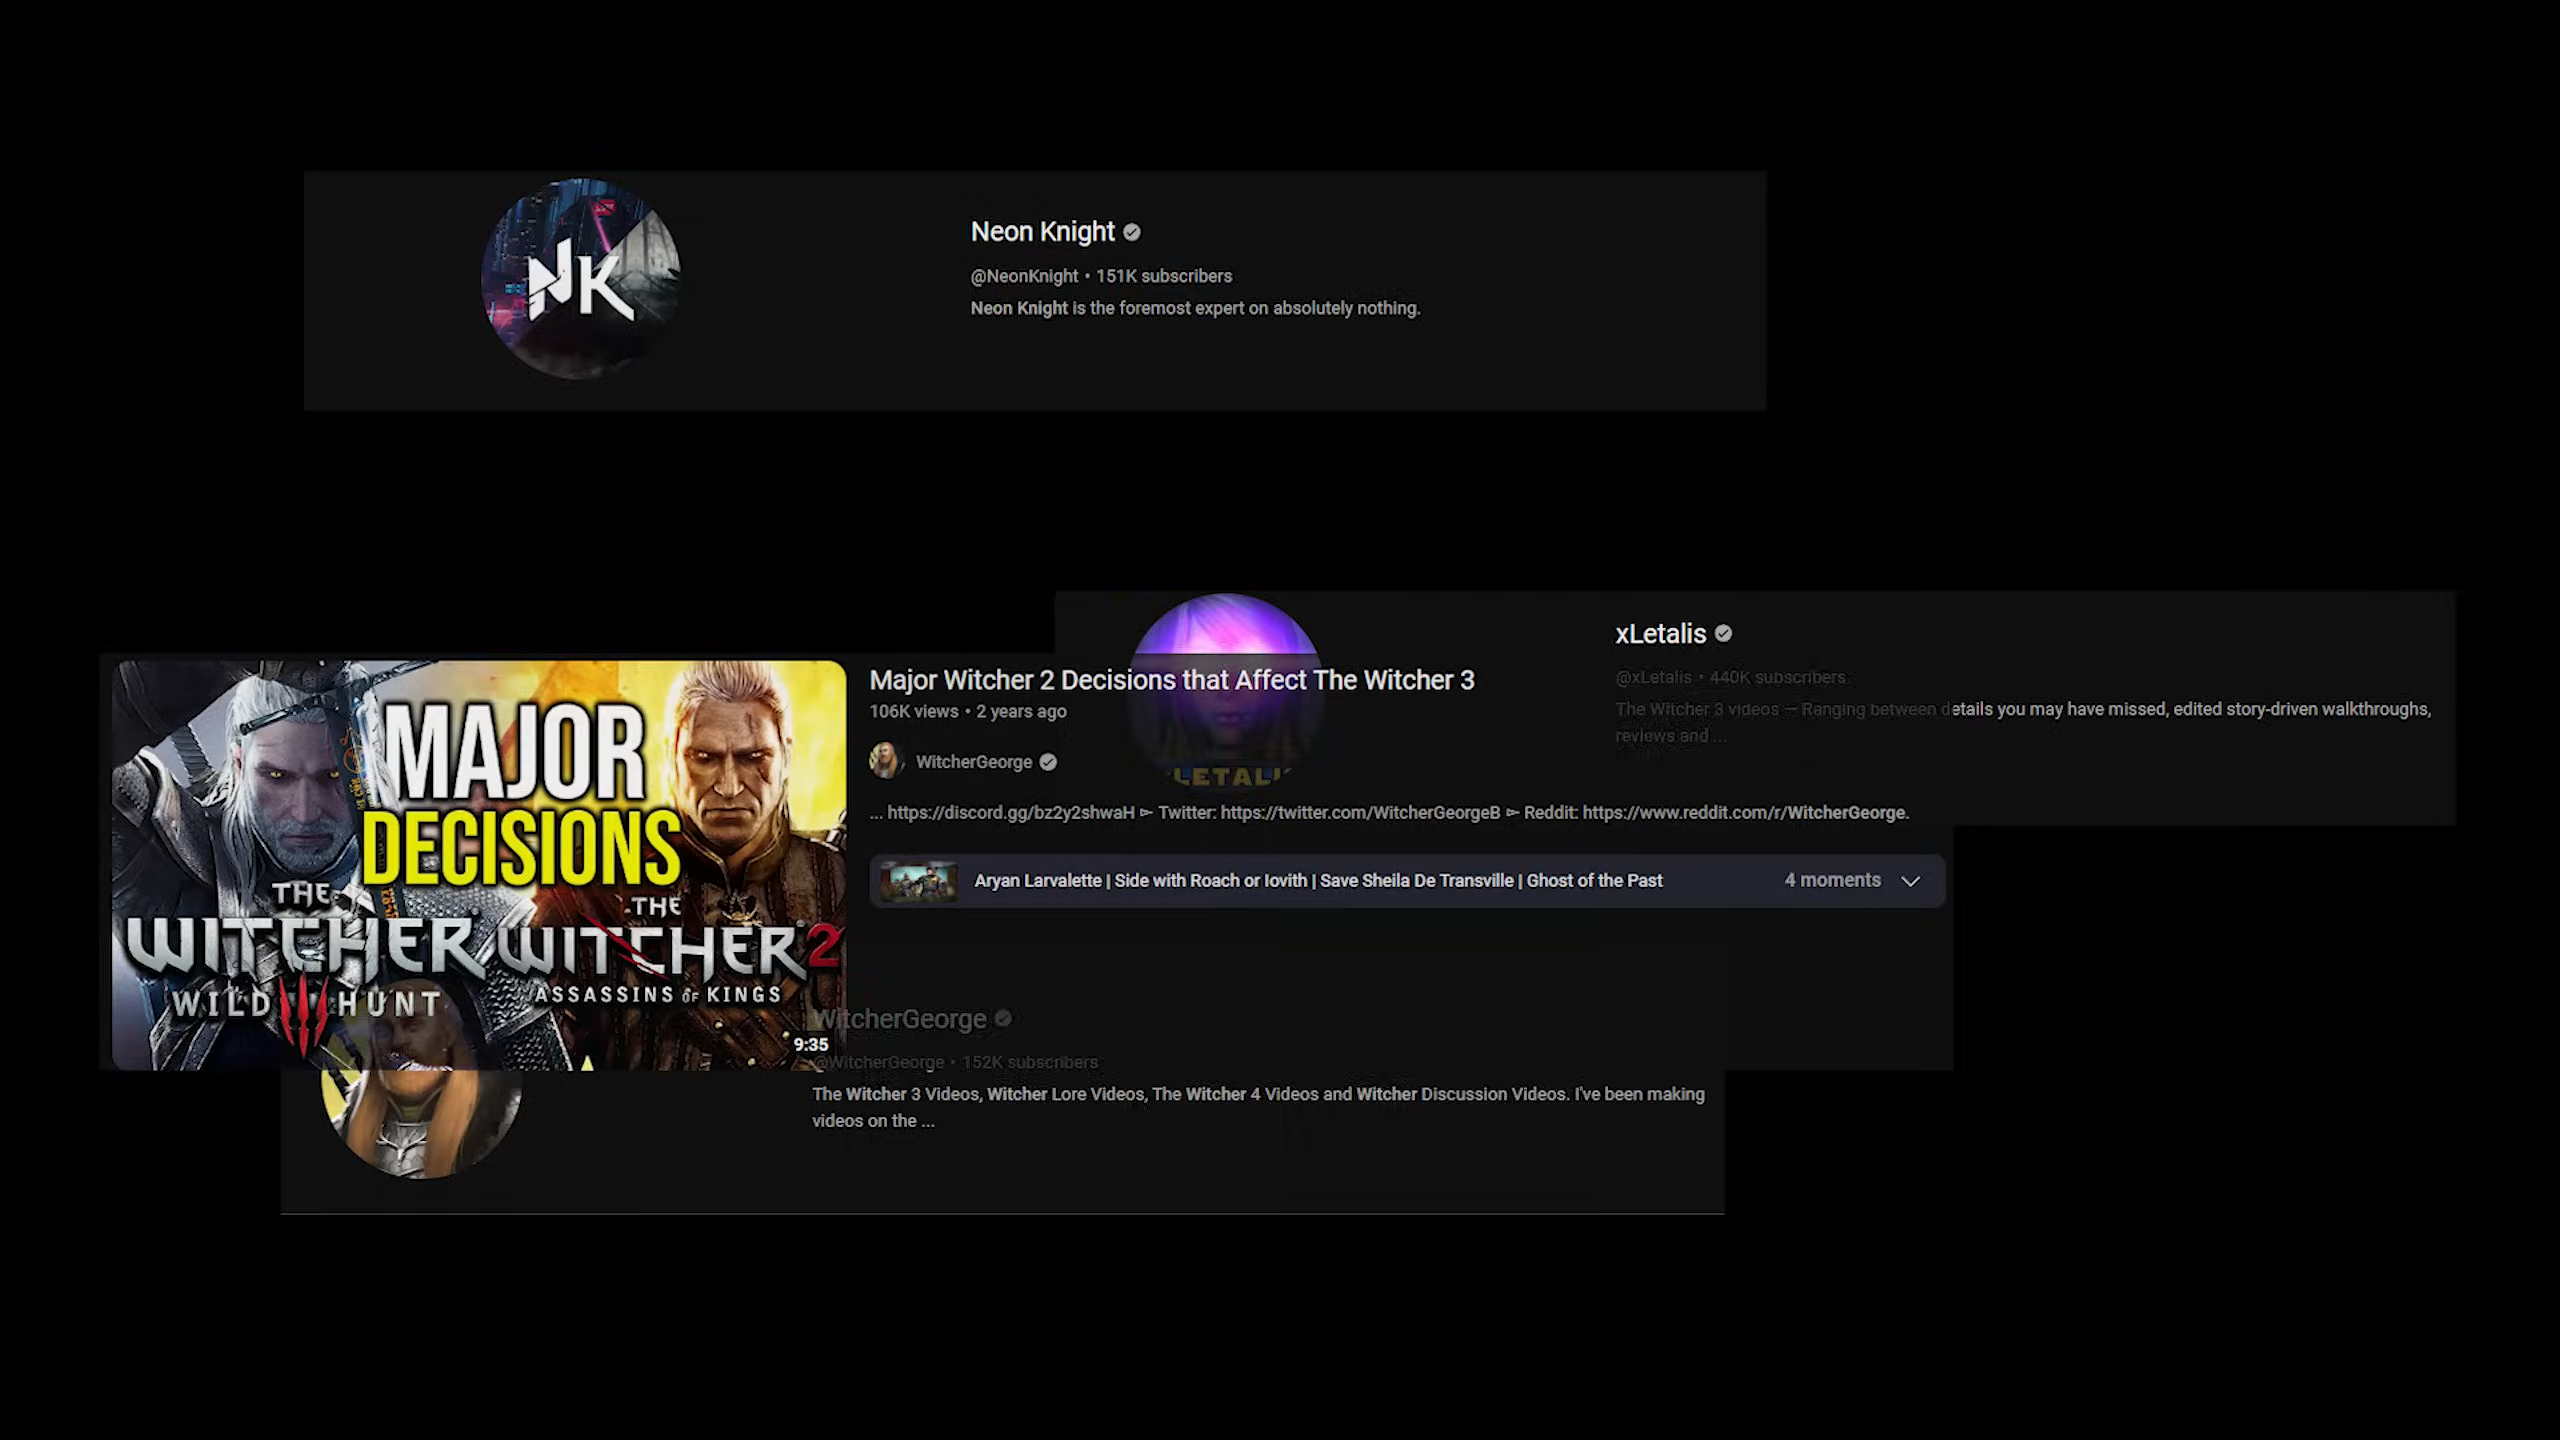 NK
Neon Knight
@NeonKnight • 151K subscribers
Neon Knight is the foremost expert on absolutely nothing.
xLetalis
@xLetalis • 440K subscribers
The Witcher 3 videos — Ranging between details you may have missed, edited story-driven walkthroughs,
reviews and ...
LETALI
MAJOR
DECISIONS
THE
WITCHER
WILD HUNT
THE
WITCHER 2
ASSASSINS OF KINGS
9:35
Major Witcher 2 Decisions that Affect The Witcher 3
106K views • 2 years ago
WitcherGeorge
... https://discord.gg/bz2y2shwaH ⊳ Twitter: https://twitter.com/WitcherGeorgeB ⊳ Reddit: https://www.reddit.com/r/WitcherGeorge.
Aryan Larvalette | Side with Roach or Iovith | Save Sheila De Transville | Ghost of the Past
4 moments
WitcherGeorge
@WitcherGeorge • 152K subscribers
The Witcher 3 Videos, Witcher Lore Videos, The Witcher 4 Videos and Witcher Discussion Videos. I've been making
videos on the ...